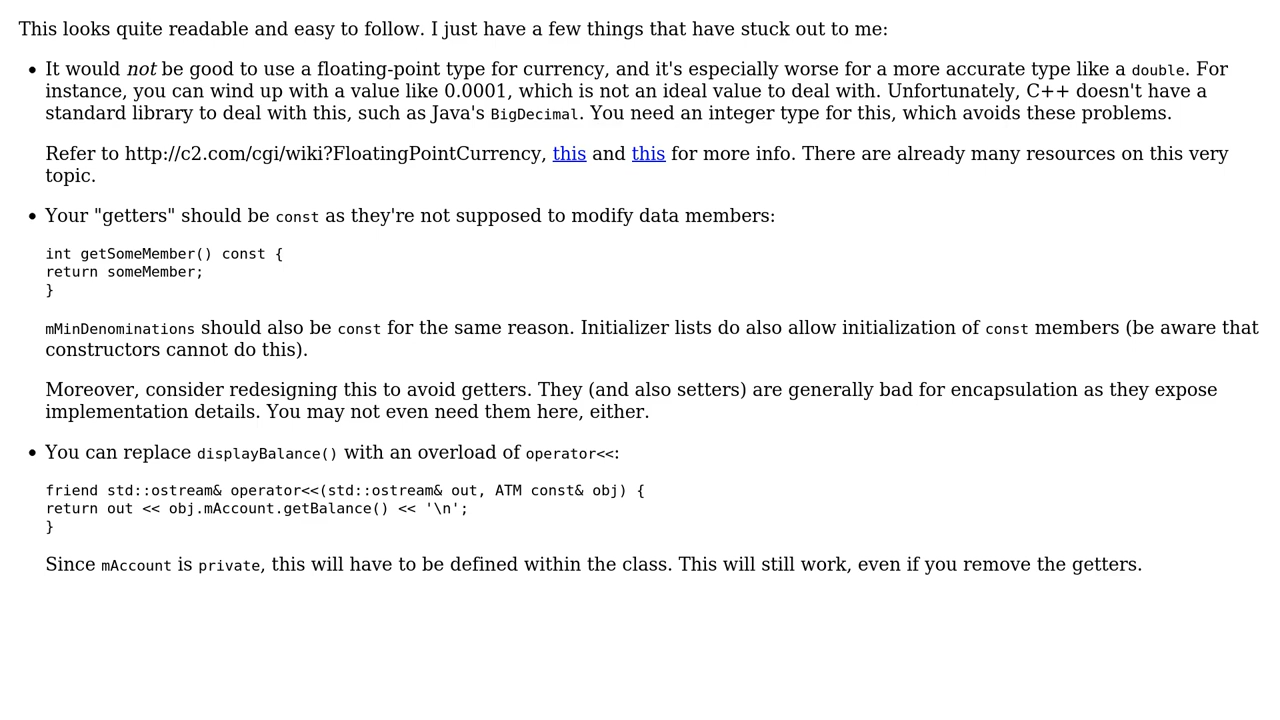 This looks quite readable and easy to follow. I just have a few things that have stuck out to me:
• It would not be good to use a floating-point type for currency, and it's especially worse for a more accurate type like a double. For
instance, you can wind up with a value like 0.0001, which is not an ideal value to deal with. Unfortunately, C++ doesn't have a
standard library to deal with this, such as Java's BigDecimal. You need an integer type for this, which avoids these problems.
Refer to http://c2.com/cgi/wiki?FloatingPointCurrency, this and this for more info. There are already many resources on this very
topic.
• Your "getters" should be const as they're not supposed to modify data members:
int getSomeMember() const {
return someMember;
}
mMinDenominations should also be const for the same reason. Initializer lists do also allow initialization of const members (be aware that
constructors cannot do this).
Moreover, consider redesigning this to avoid getters. They (and also setters) are generally bad for encapsulation as they expose
implementation details. You may not even need them here, either.
• You can replace displayBalance() with an overload of operator<<:
friend std::ostream& operator<<(std::ostream& out, ATM const& obj) {
return out << obj.mAccount.getBalance() << '\n';
}
Since mAccount is private, this will have to be defined within the class. This will still work, even if you remove the getters.